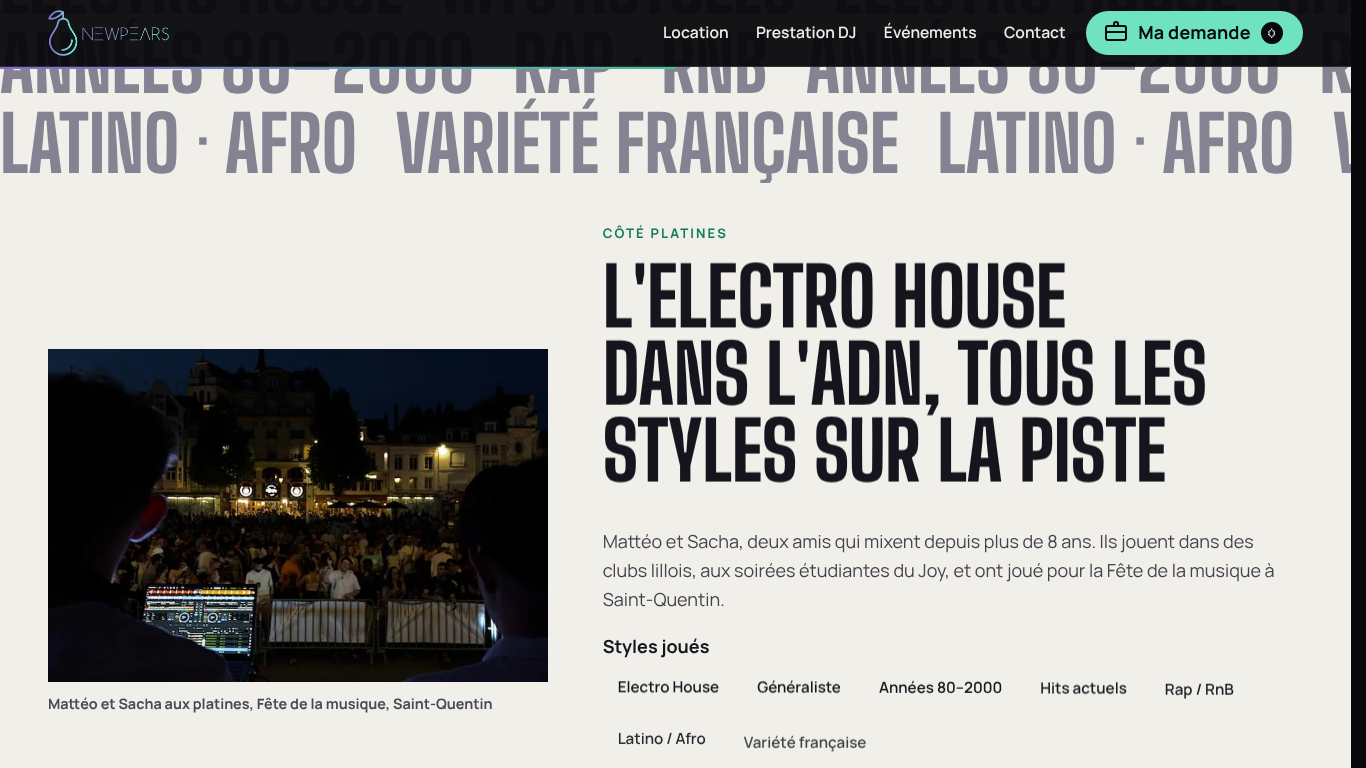 NEWPEARS
Location
Prestation DJ
Événements
Contact
Ma demande
0
ANNÉES 80—2000 RAP · RNB ANNÉES 80—2000 R
LATINO · AFRO VARIÉTÉ FRANÇAISE LATINO · AFRO V
CÔTÉ PLATINES
L'ELECTRO HOUSE
DANS L'ADN, TOUS LES
STYLES SUR LA PISTE
Mattéo et Sacha, deux amis qui mixent depuis plus de 8 ans. Ils jouent dans des
clubs lillois, aux soirées étudiantes du Joy, et ont joué pour la Fête de la musique à
Saint-Quentin.
Styles joués
Electro House
Généraliste
Années 80–2000
Hits actuels
Rap / RnB
Latino / Afro
Variété française
Mattéo et Sacha aux platines, Fête de la musique, Saint-Quentin